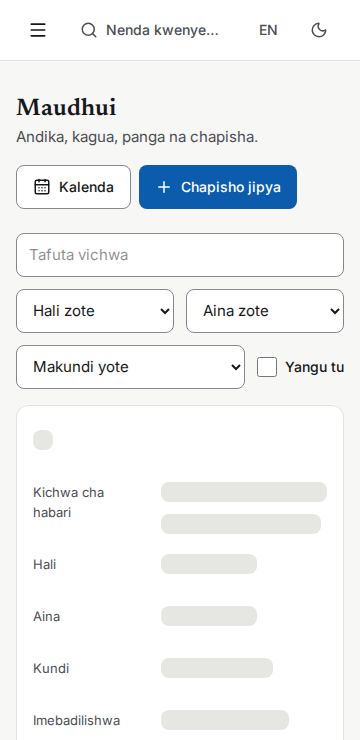 Nenda kwenye... EN
Maudhui
Andika, kagua, panga na chapisha.
Kalenda Chapisho jipya
Tafuta vichwa
Hali zote Aina zote
Makundi yote Yangu tu
Kichwa cha
habari
Hali
Aina
Kundi
Imebadilishwa